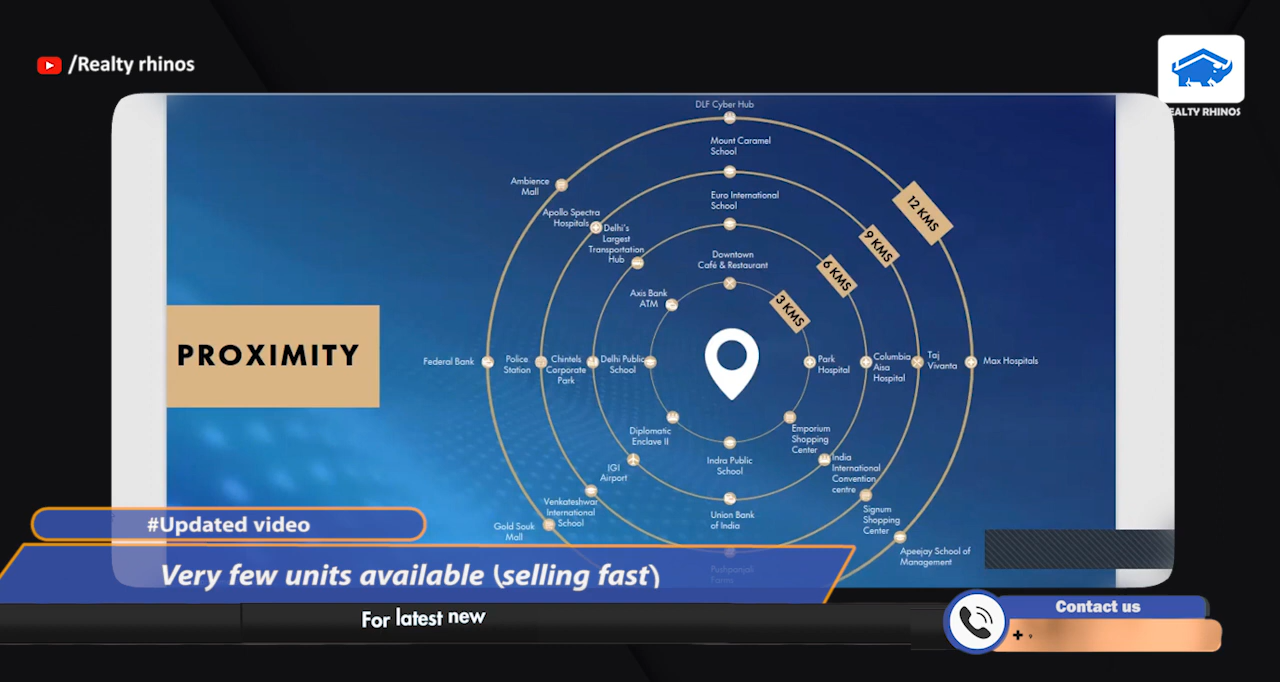 /Realty rhinos
EALTY RHINOS
DLF Cyber Hub
Mount Caramel
School
Ambience
Mall
Euro International
School
12 KMS
Apollo Spectra
Hospitals
Delhi's
Largest
Transportation
Hub
9 KMS
Downtown
Café & Restaurant
6 KMS
Axis Bank
ATM
3 KMS
PROXIMITY
Federal Bank
Police
Station
Chintels
Corporate
Park
Delhi Public
School
Park
Hospital
Columbia
Aisa
Hospital
Taj
Vivanta
Max Hospitals
Diplomatic
Enclave II
Emporium
Shopping
Center
Indra Public
School
IGI
Airport
India
International
Convention
centre
Venkateshwar
International
School
Union Bank
of India
Signum
Shopping
Center
Gold Souk
Mall
Apeejay School of
Management
Pushpanjali
Farms
#Updated video
Very few units available (selling fast)
For latest new
Contact us
+